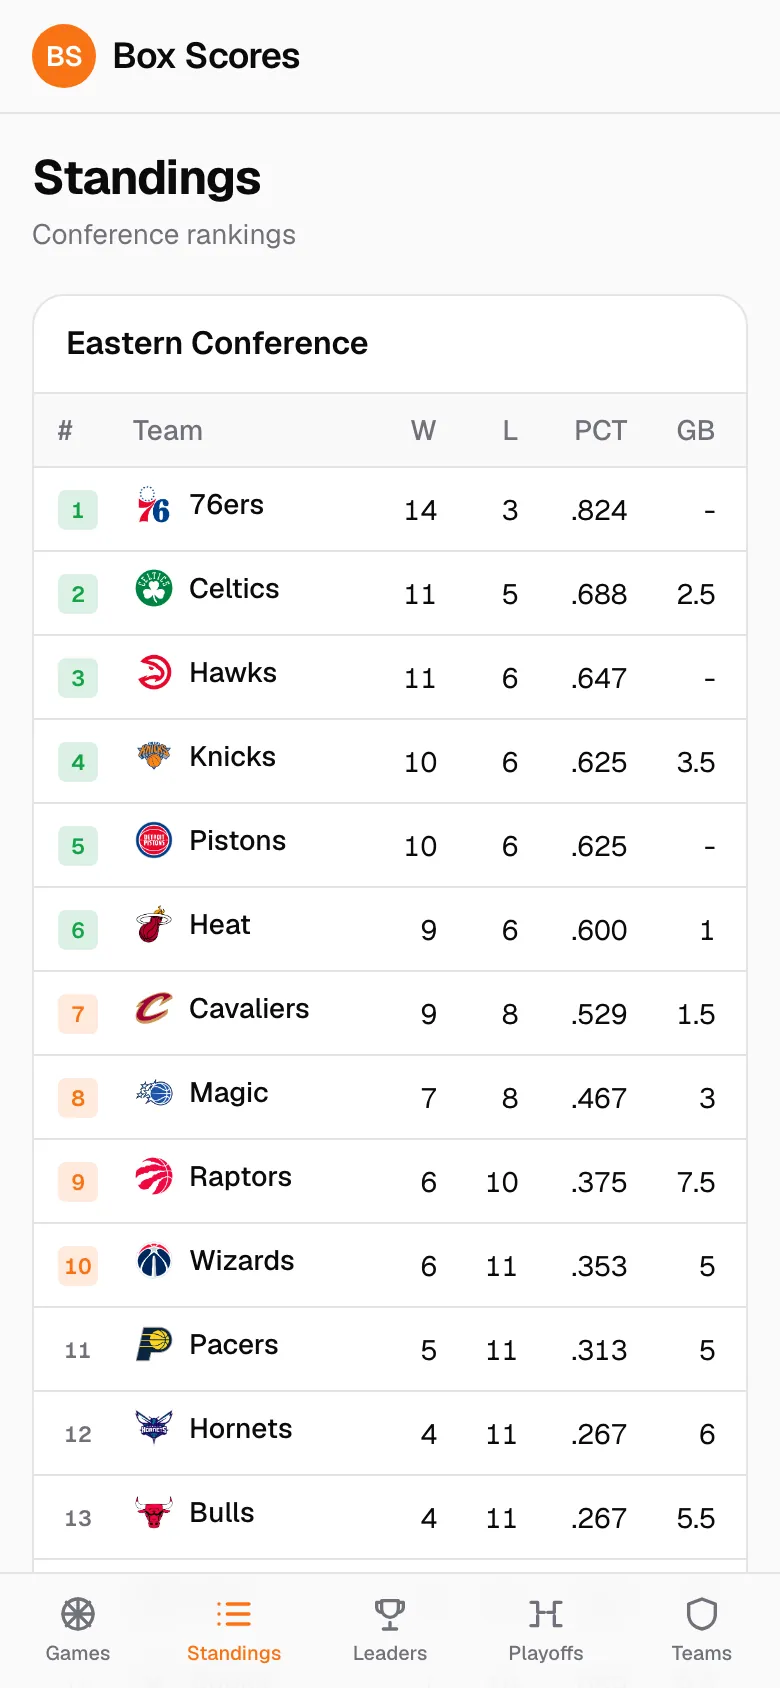 BS Box Scores
Standings
Conference rankings
Eastern Conference
# Team W L PCT GB
1 76ers 14 3 .824 -
2 Celtics 11 5 .688 2.5
3 Hawks 11 6 .647 -
4 Knicks 10 6 .625 3.5
5 Pistons 10 6 .625 -
6 Heat 9 6 .600 1
7 Cavaliers 9 8 .529 1.5
8 Magic 7 8 .467 3
9 Raptors 6 10 .375 7.5
10 Wizards 6 11 .353 5
11 Pacers 5 11 .313 5
12 Hornets 4 11 .267 6
13 Bulls 4 11 .267 5.5
Games Standings Leaders Playoffs Teams